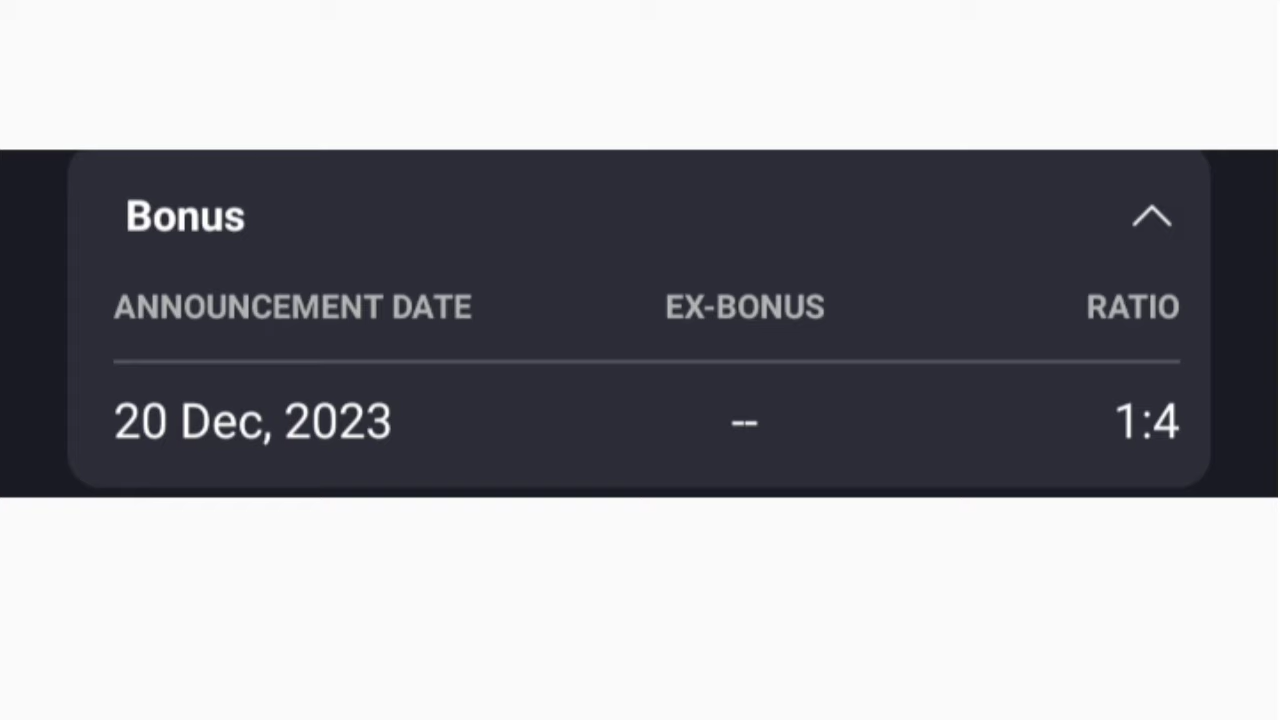 Bonus
ANNOUNCEMENT DATE EX-BONUS RATIO
20 Dec, 2023 -- 1:4